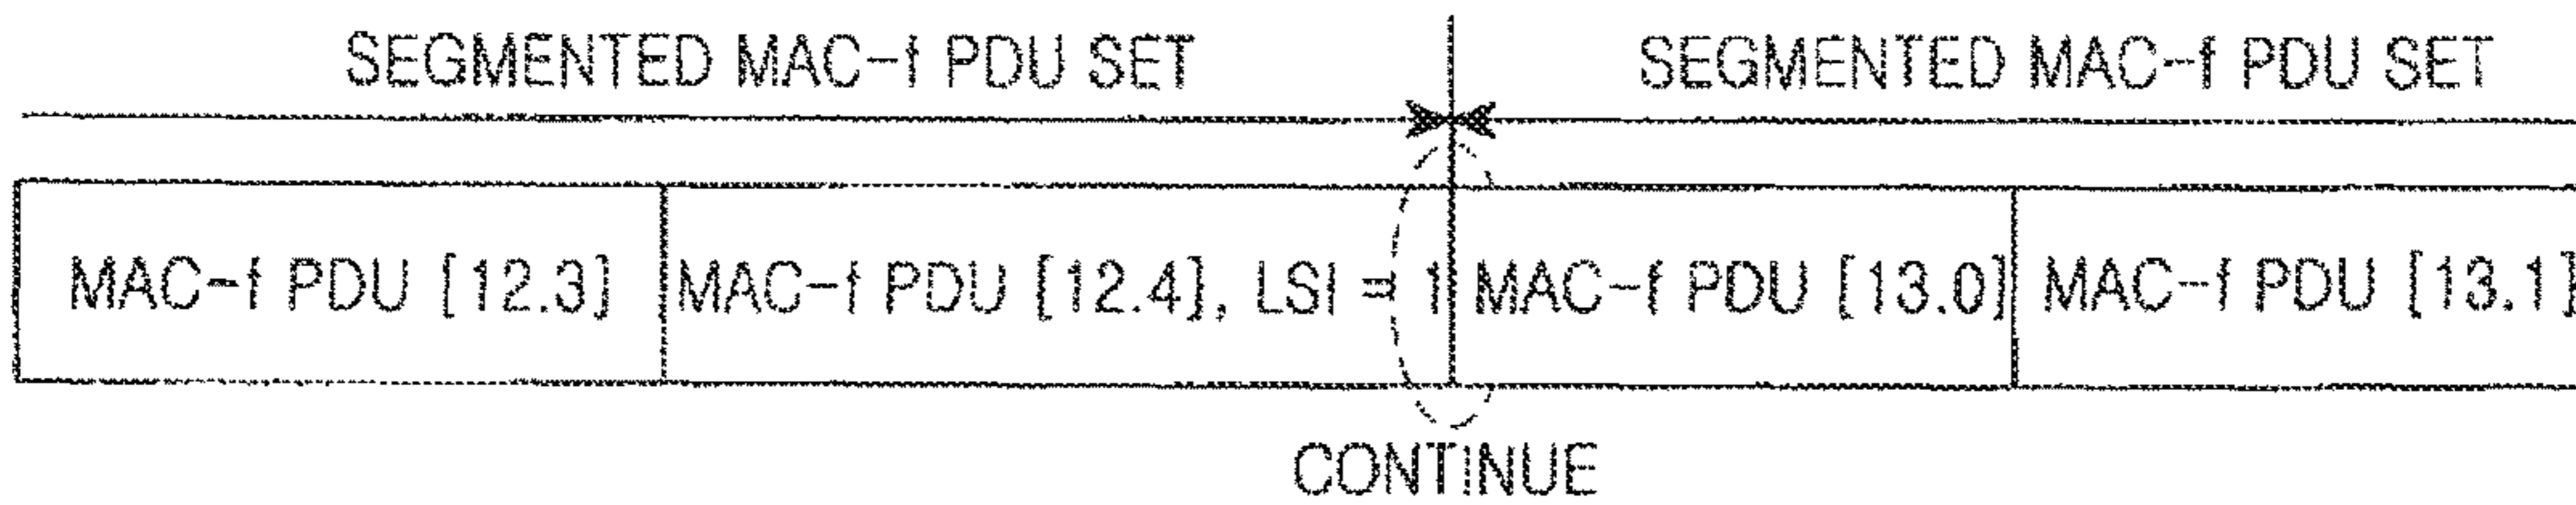 SEGMENTED MAC-f PDU SET SEGMENTED MAC-f PDU SET
MAC-f PDU [12.3] MAC-f PDU [12.4], LSI = 1 MAC-f PDU [13.0] MAC-f PDU [13.1]
CONTINUE